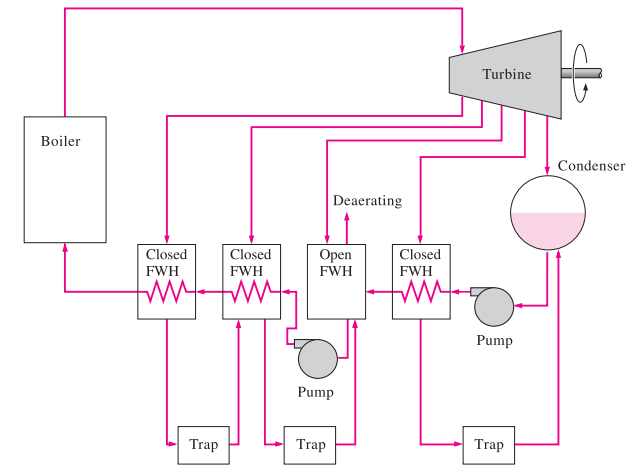 Turbine
Boiler
Condenser
Deaerating
Closed
FWH
Closed
FWH
Open
FWH
Closed
FWH
Pump
Pump
Trap
Trap
Trap